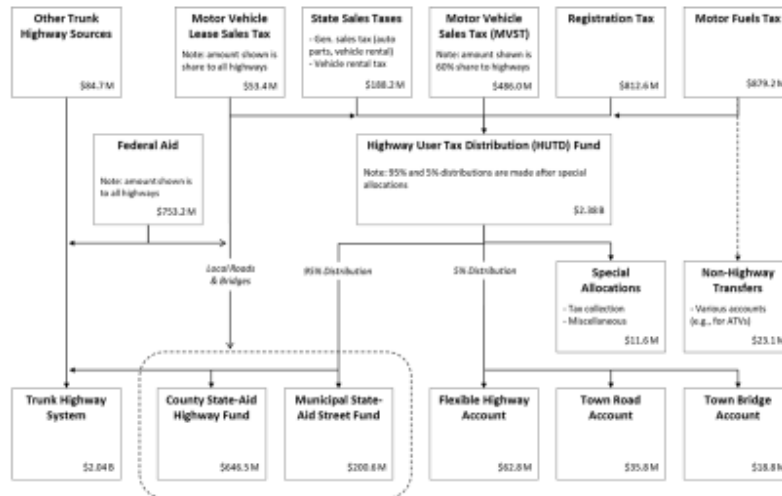 Other Trunk
Highway Sources
$84.7 M
Motor Vehicle
Lease Sales Tax
Note: amount shown is
share to all highways
$53.4 M
State Sales Taxes
- Gen. sales tax (auto
parts, vehicle rental)
- Vehicle rental tax
$188.2 M
Motor Vehicle
Sales Tax (MVST)
Note: amount shown is
60% share to highways
$486.0 M
Registration Tax
$812.6 M
Motor Fuels Tax
$879.2 M
Federal Aid
Note: amount shown is
to all highways
$753.2 M
Highway User Tax Distribution (HUTD) Fund
Note: 95% and 5% distributions are made after special
allocations
$2.38 B
Local Roads
& Bridges
95% Distribution
5% Distribution
Special
Allocations
- Tax collection
- Miscellaneous
$11.6 M
Non-Highway
Transfers
- Various accounts
(e.g., for ATVs)
$23.1 M
Trunk Highway
System
$2.04 B
County State-Aid
Highway Fund
$646.5 M
Municipal State-
Aid Street Fund
$200.6 M
Flexible Highway
Account
$62.8 M
Town Road
Account
$35.8 M
Town Bridge
Account
$18.8 M